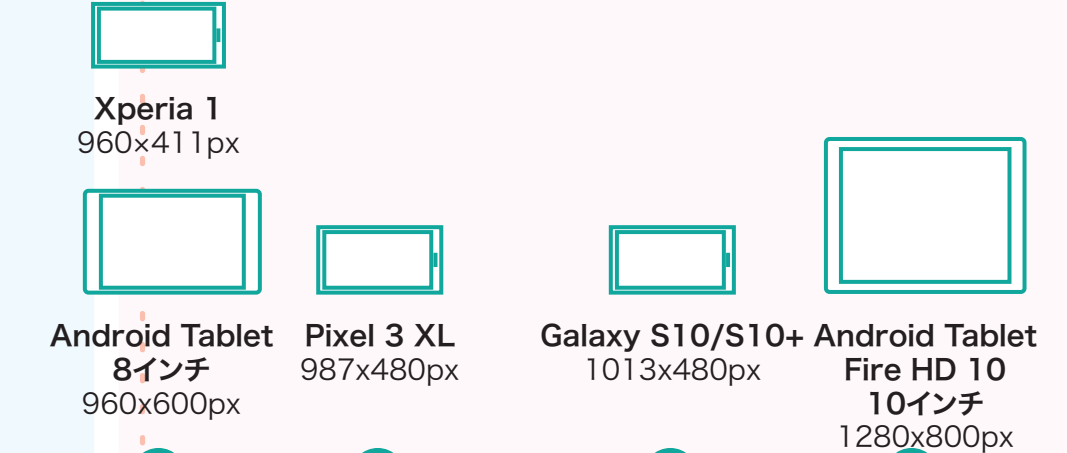 Xperia 1
960×411px
Android Tablet
8インチ
960x600px
Pixel 3 XL
987x480px
Galaxy S10/S10+
1013x480px
Android Tablet
Fire HD 10
10インチ
1280x800px